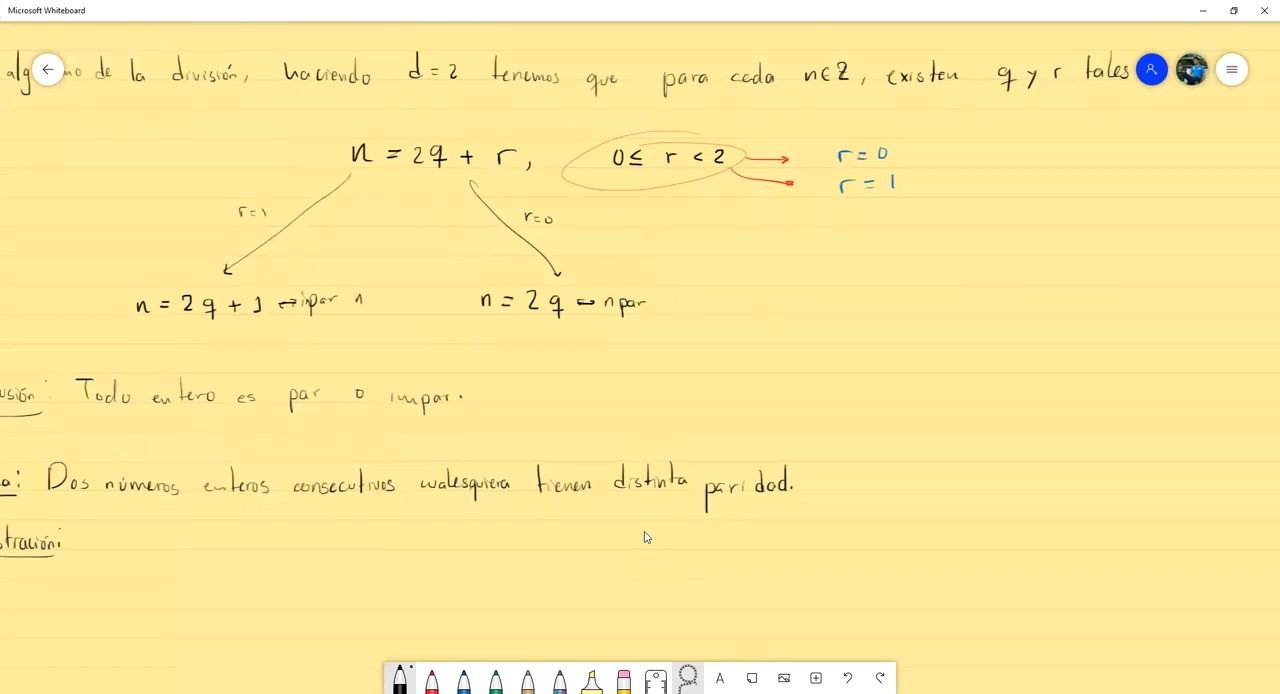 Microsoft Whiteboard
algo mo de la división, haciendo d = 2 tenemos que para cada n∈Z, existen q y r tales
n = 2q + r, 0 ≤ r < 2 r = 0
r = 1
r = 1 r = 0
n = 2q + 1 ↔ impar n n = 2q ↔ n par
usión: Todo entero es par o impar.
a: Dos números enteros consecutivos cualesquiera tienen distinta paridad.
stración:
A